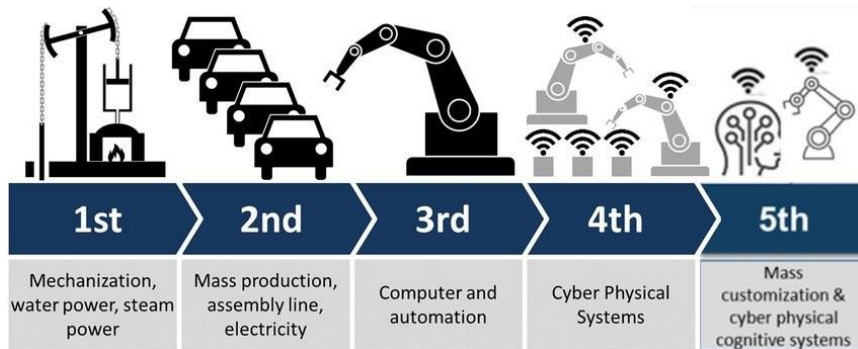 1st
2nd
3rd
4th
5th
Mechanization,
water power, steam
power
Mass production,
assembly line,
electricity
Computer and
automation
Cyber Physical
Systems
Mass
customization &
cyber physical
cognitive systems